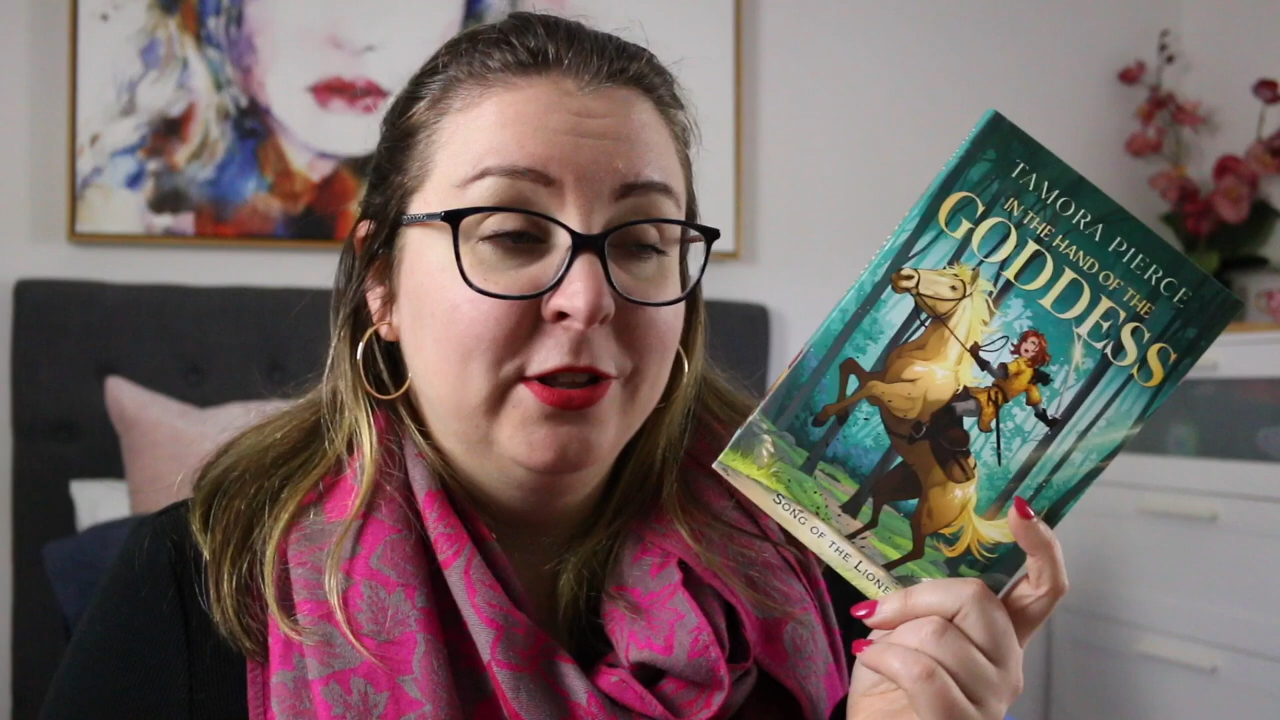 TAMORA PIERCE
IN THE HAND OF THE
GODDESS
SONG OF THE